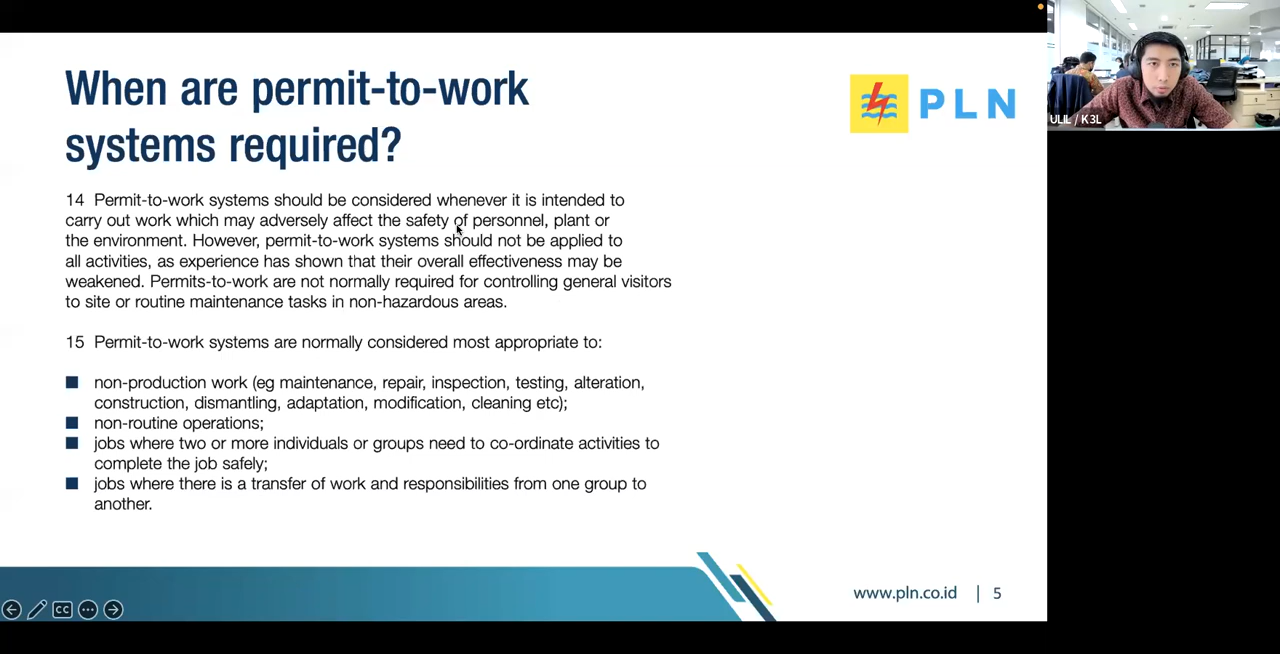 When are permit-to-work
systems required?
PLN
ULIL / K3L
14 Permit-to-work systems should be considered whenever it is intended to
carry out work which may adversely affect the safety of personnel, plant or
the environment. However, permit-to-work systems should not be applied to
all activities, as experience has shown that their overall effectiveness may be
weakened. Permits-to-work are not normally required for controlling general visitors
to site or routine maintenance tasks in non-hazardous areas.
15 Permit-to-work systems are normally considered most appropriate to:
non-production work (eg maintenance, repair, inspection, testing, alteration,
construction, dismantling, adaptation, modification, cleaning etc);
non-routine operations;
jobs where two or more individuals or groups need to co-ordinate activities to
complete the job safely;
jobs where there is a transfer of work and responsibilities from one group to
another.
CC
www.pln.co.id | 5